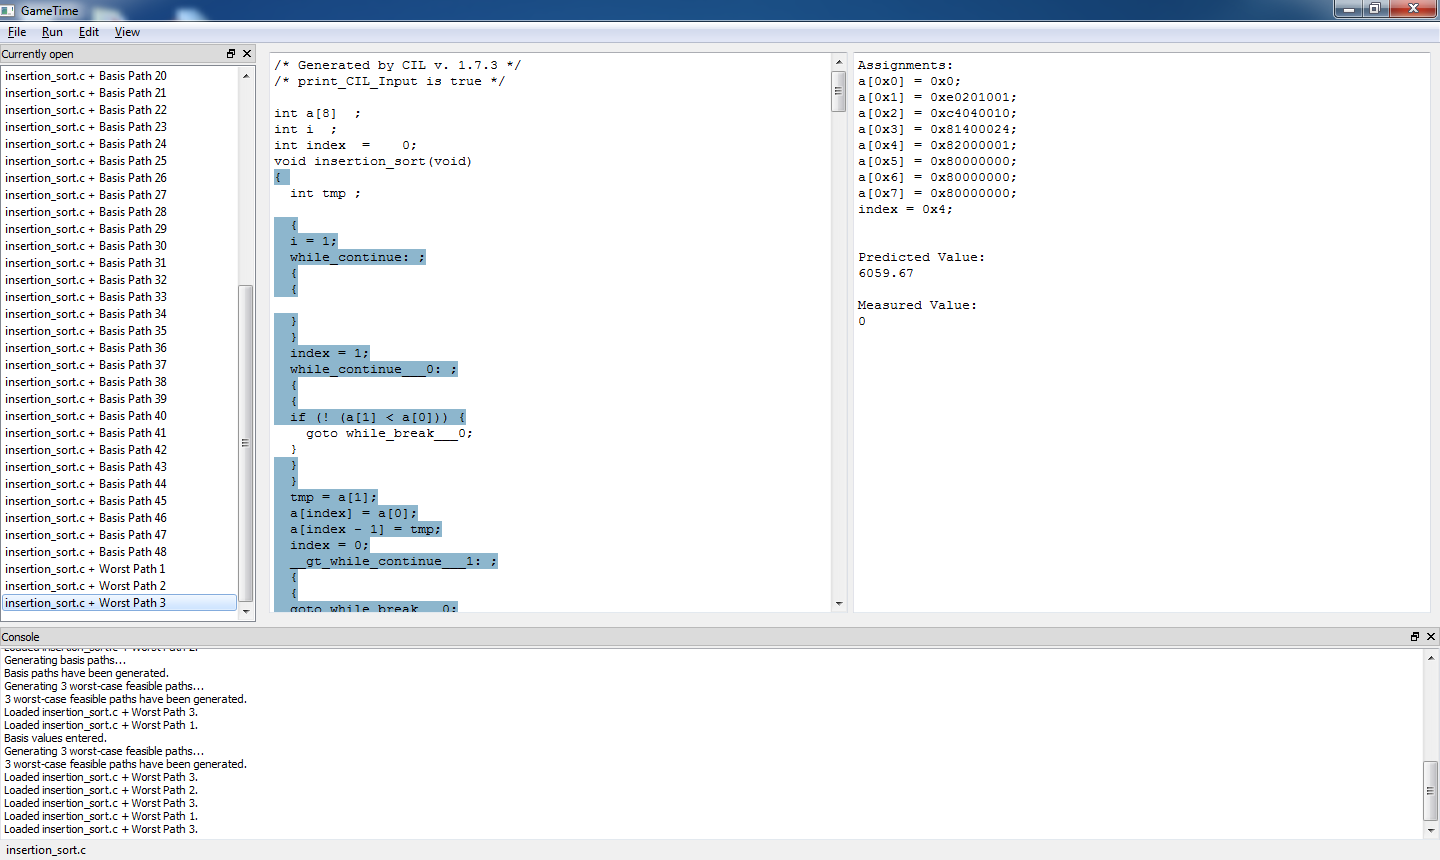 GameTime
File Run Edit View
Currently open
insertion_sort.c + Basis Path 20
insertion_sort.c + Basis Path 21
insertion_sort.c + Basis Path 22
insertion_sort.c + Basis Path 23
insertion_sort.c + Basis Path 24
insertion_sort.c + Basis Path 25
insertion_sort.c + Basis Path 26
insertion_sort.c + Basis Path 27
insertion_sort.c + Basis Path 28
insertion_sort.c + Basis Path 29
insertion_sort.c + Basis Path 30
insertion_sort.c + Basis Path 31
insertion_sort.c + Basis Path 32
insertion_sort.c + Basis Path 33
insertion_sort.c + Basis Path 34
insertion_sort.c + Basis Path 35
insertion_sort.c + Basis Path 36
insertion_sort.c + Basis Path 37
insertion_sort.c + Basis Path 38
insertion_sort.c + Basis Path 39
insertion_sort.c + Basis Path 40
insertion_sort.c + Basis Path 41
insertion_sort.c + Basis Path 42
insertion_sort.c + Basis Path 43
insertion_sort.c + Basis Path 44
insertion_sort.c + Basis Path 45
insertion_sort.c + Basis Path 46
insertion_sort.c + Basis Path 47
insertion_sort.c + Basis Path 48
insertion_sort.c + Worst Path 1
insertion_sort.c + Worst Path 2
insertion_sort.c + Worst Path 3
/* Generated by CIL v. 1.7.3 */
/* print_CIL_Input is true */
int a[8]  ;
int i  ;
int index  =    0;
void insertion_sort(void)
{
int tmp ;
{
i = 1;
while_continue: ;
{
{
}
}
index = 1;
while_continue___0: ;
{
{
if (! (a[1] < a[0])) {
goto while_break___0;
}
}
}
tmp = a[1];
a[index] = a[0];
a[index - 1] = tmp;
index = 0;
__gt_while_continue___1: ;
{
{
goto while_break___0;
Assignments:
a[0x0] = 0x0;
a[0x1] = 0xe0201001;
a[0x2] = 0xc4040010;
a[0x3] = 0x81400024;
a[0x4] = 0x82000001;
a[0x5] = 0x80000000;
a[0x6] = 0x80000000;
a[0x7] = 0x80000000;
index = 0x4;
Predicted Value:
6059.67
Measured Value:
0
Console
Loaded insertion_sort.c + Worst Path 2.
Generating basis paths...
Basis paths have been generated.
Generating 3 worst-case feasible paths...
3 worst-case feasible paths have been generated.
Loaded insertion_sort.c + Worst Path 3.
Loaded insertion_sort.c + Worst Path 1.
Basis values entered.
Generating 3 worst-case feasible paths...
3 worst-case feasible paths have been generated.
Loaded insertion_sort.c + Worst Path 3.
Loaded insertion_sort.c + Worst Path 2.
Loaded insertion_sort.c + Worst Path 3.
Loaded insertion_sort.c + Worst Path 1.
Loaded insertion_sort.c + Worst Path 3.
insertion_sort.c